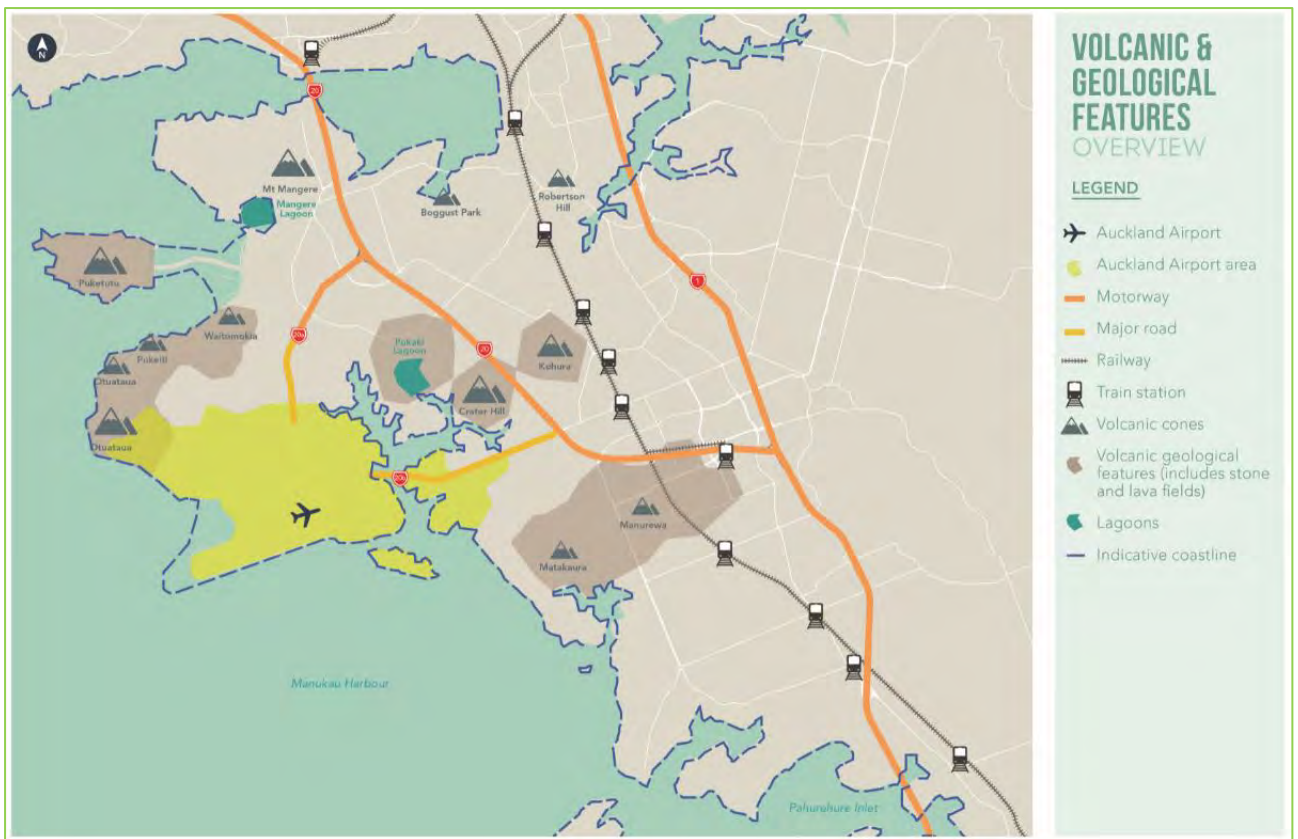 N
20
Mt Mangere
Mangere
Lagoon
Boggust Park
Robertson
Hill
Puketutu
1
Waitomokia
20a
Pukeiti
Pukaki
Lagoon
20
Kohura
Otuataua
Crater Hill
Otuataua
20b
Manurewa
Matakaura
Manukau Harbour
Pahurehure Inlet
VOLCANIC &
GEOLOGICAL
FEATURES
OVERVIEW
LEGEND
Auckland Airport
Auckland Airport area
Motorway
Major road
Railway
Train station
Volcanic cones
Volcanic geological
features (includes stone
and lava fields)
Lagoons
Indicative coastline